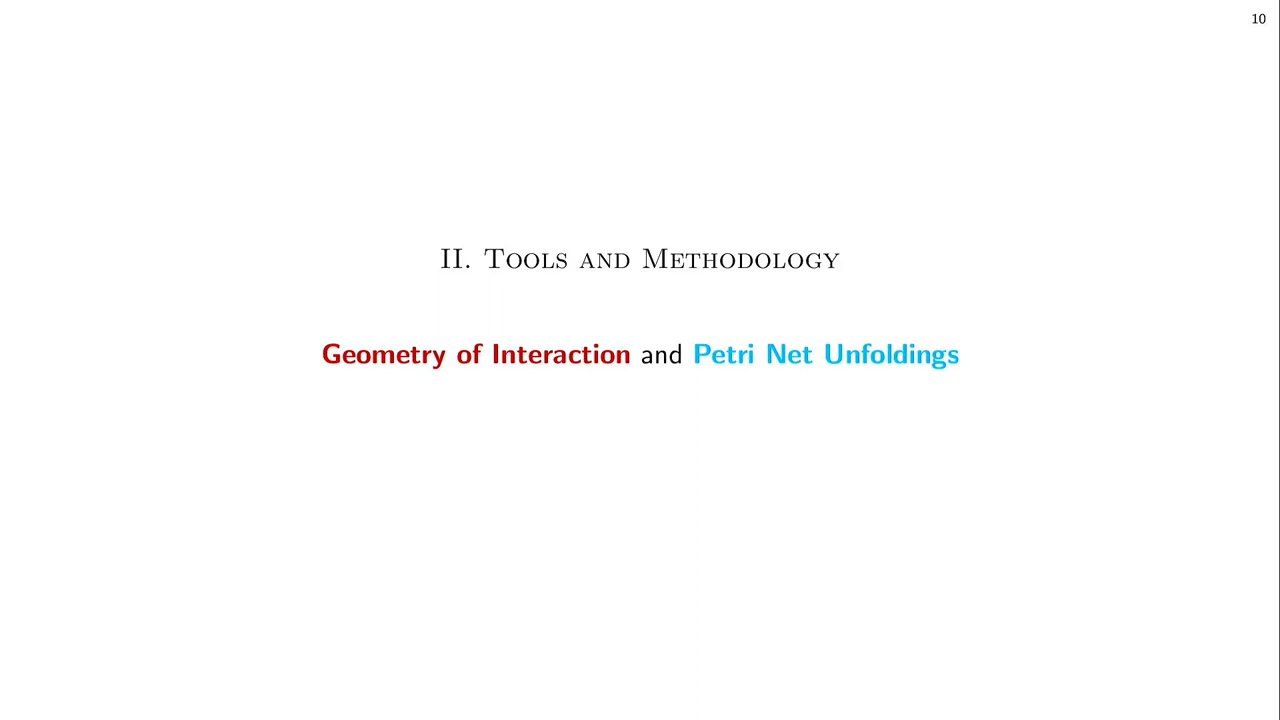 10
II. Tools and Methodology
Geometry of Interaction and Petri Net Unfoldings